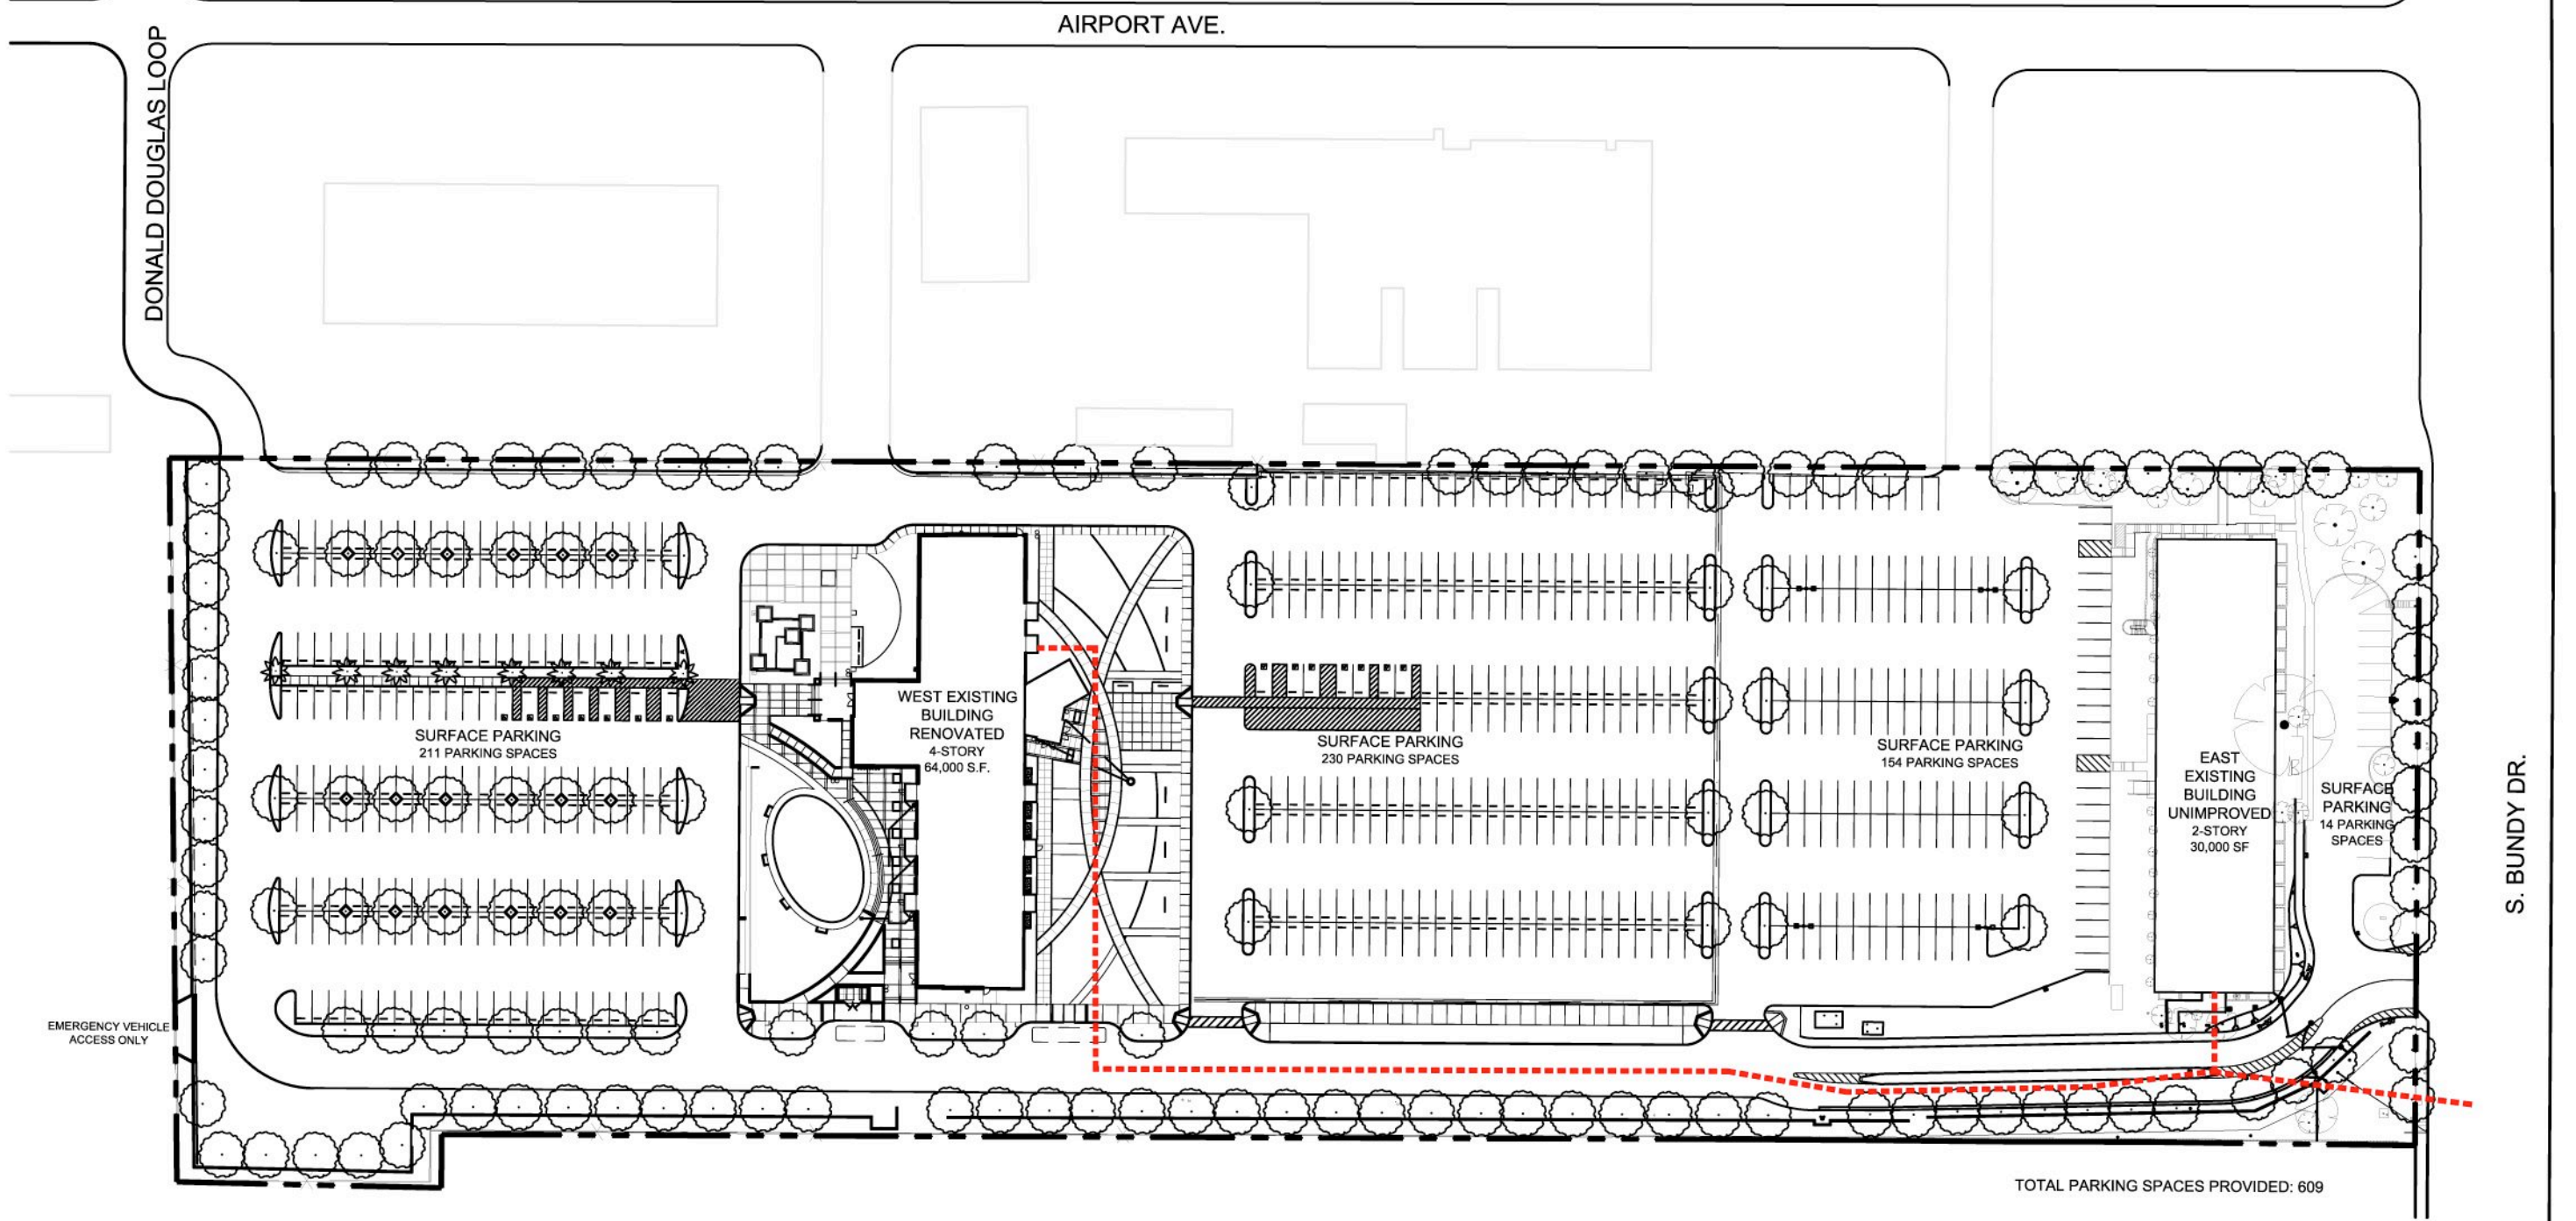 AIRPORT AVE.
DONALD DOUGLAS LOOP
WEST EXISTING
BUILDING
RENOVATED
4-STORY
64,000 S.F.
SURFACE PARKING
211 PARKING SPACES
SURFACE PARKING
230 PARKING SPACES
SURFACE PARKING
154 PARKING SPACES
EAST
EXISTING
BUILDING
UNIMPROVED
2-STORY
30,000 SF
SURFACE
PARKING
14 PARKING
SPACES
S. BUNDY DR.
EMERGENCY VEHICLE
ACCESS ONLY
TOTAL PARKING SPACES PROVIDED: 609